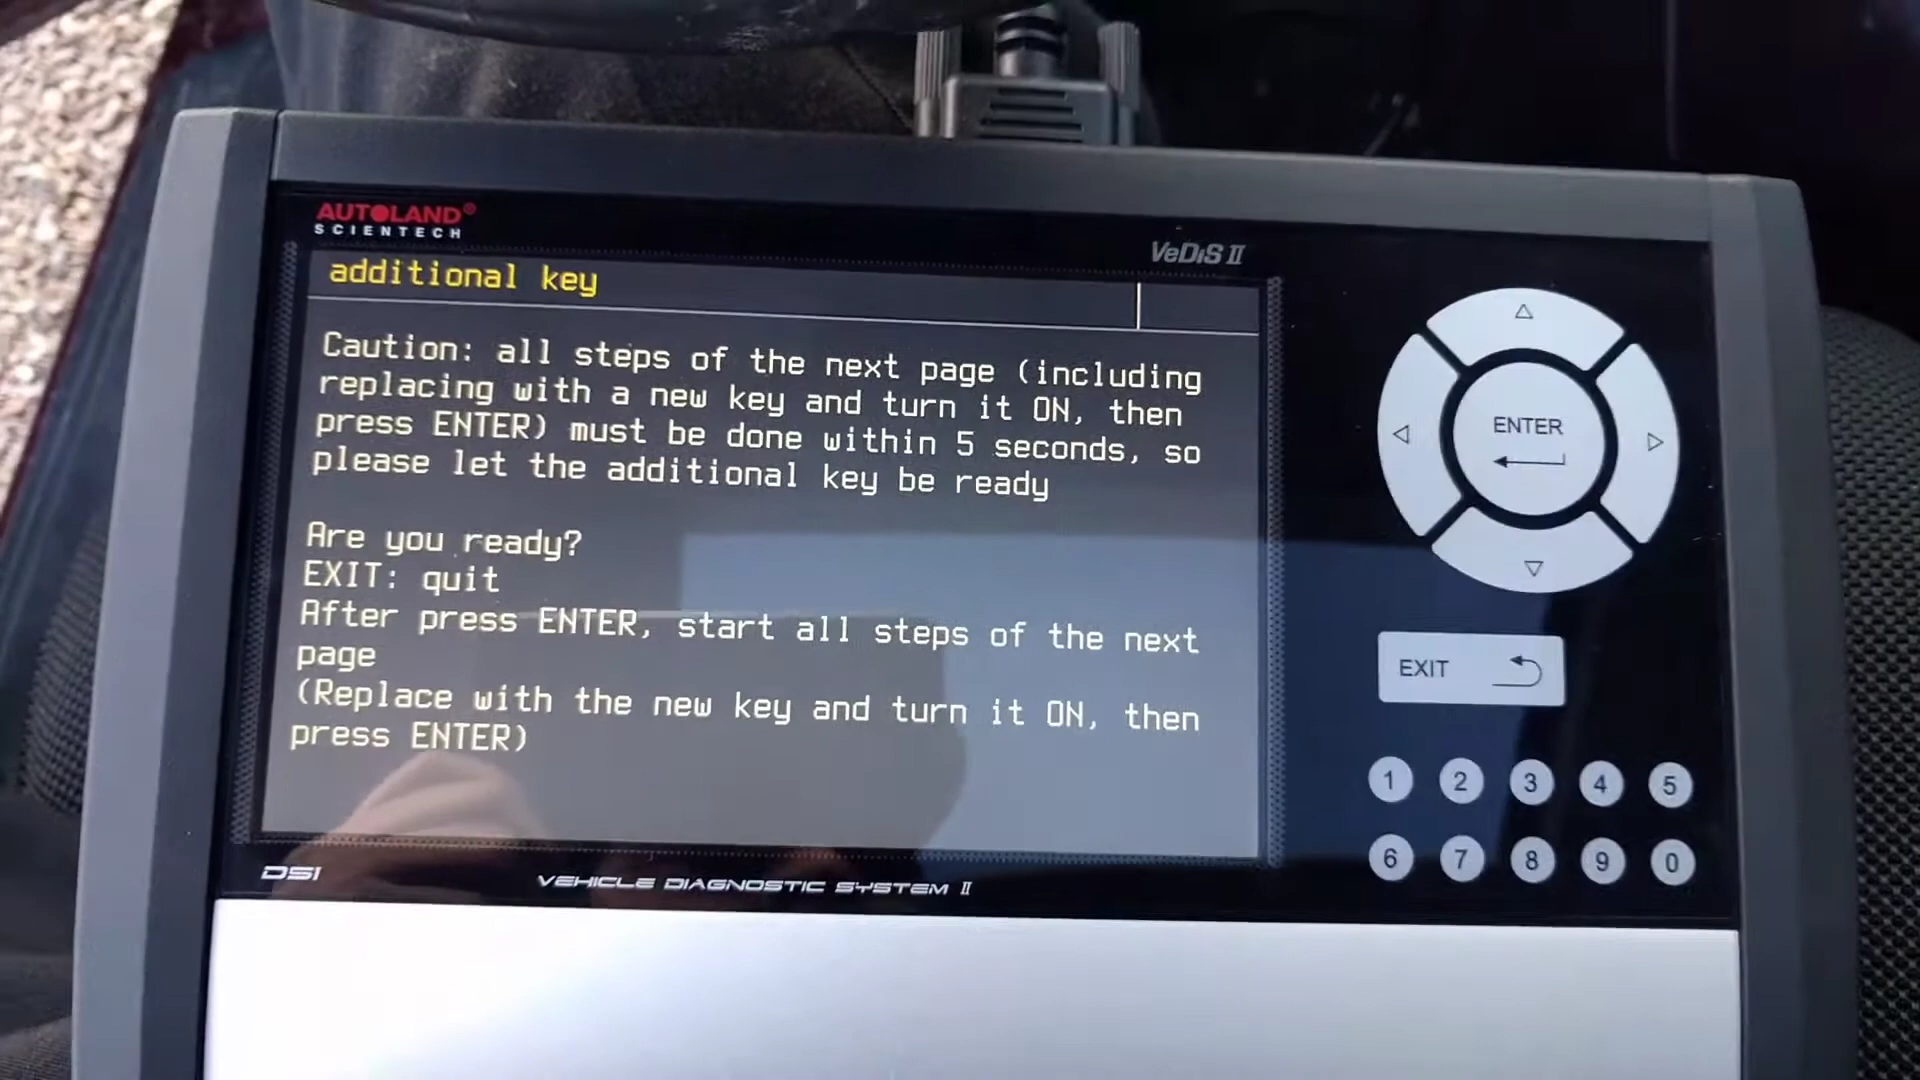 AUTOLAND®
SCIENTECH
VeDiS II
additional key
Caution: all steps of the next page (including
replacing with a new key and turn it ON, then
press ENTER) must be done within 5 seconds, so
please let the additional key be ready
Are you ready?
EXIT: quit
After press ENTER, start all steps of the next
page
(Replace with the new key and turn it ON, then
press ENTER)
ENTER
EXIT
1 2 3 4 5
6 7 8 9 0
DSI
VEHICLE DIAGNOSTIC SYSTEM II